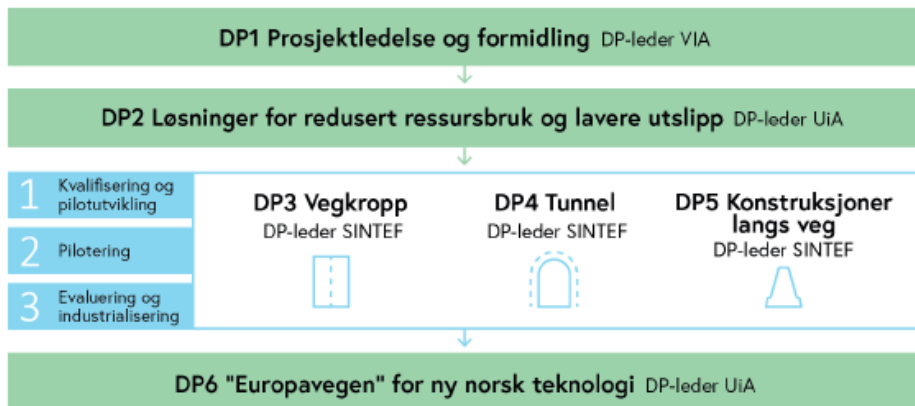 DP1 Prosjektledelse og formidling DP-leder VIA
DP2 Løsninger for redusert ressursbruk og lavere utslipp DP-leder UiA
1 Kvalifisering og
pilotutvikling
2 Pilotering
3 Evaluering og
industrialisering
DP3 Vegkropp
DP-leder SINTEF
DP4 Tunnel
DP-leder SINTEF
DP5 Konstruksjoner
langs veg
DP-leder SINTEF
DP6 "Europavegen" for ny norsk teknologi DP-leder UiA